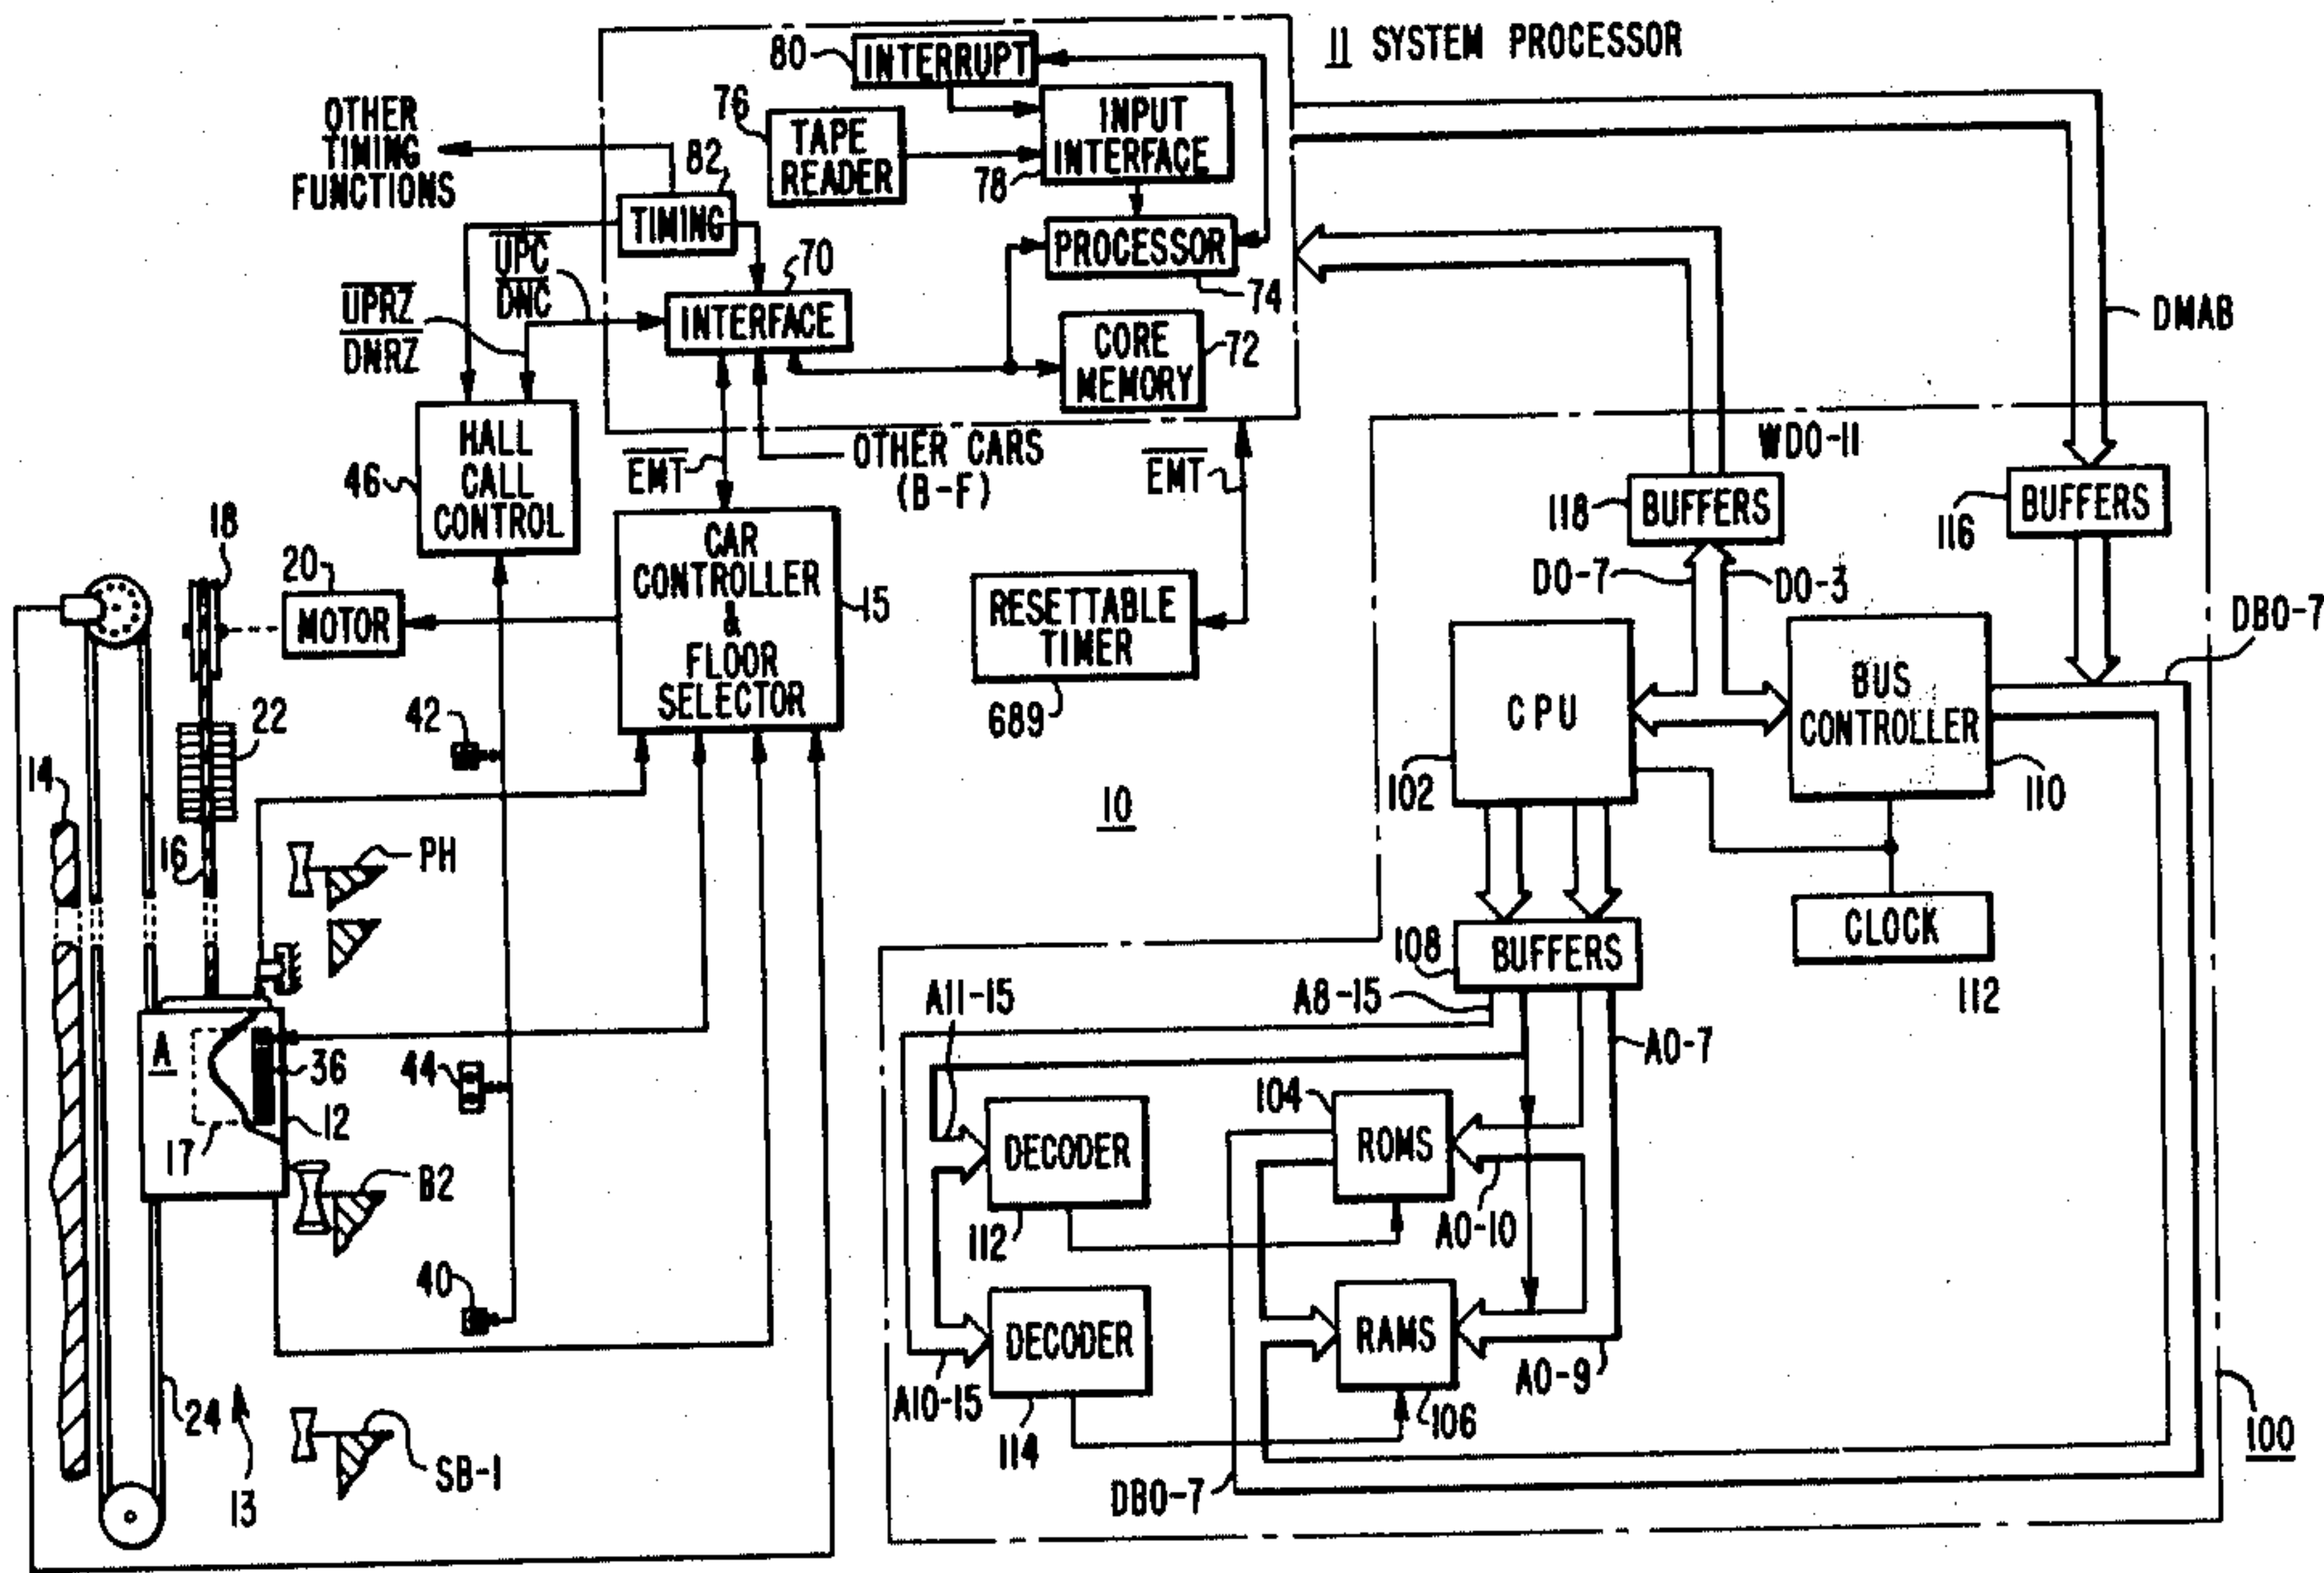 11 SYSTEM PROCESSOR
80
INTERRUPT
OTHER
TIMING
FUNCTIONS
76
TAPE
READER
INPUT
INTERFACE
78
82
TIMING
PROCESSOR
74
UPC
DNC
70
INTERFACE
UPRZ
DNRZ
CORE
MEMORY
72
DMAB
HALL
CALL
CONTROL
46
EMT
OTHER CARS
(B-F)
EMT
WD0-11
118
BUFFERS
116
BUFFERS
18
20
MOTOR
CAR
CONTROLLER
&
FLOOR
SELECTOR
15
RESETTABLE
TIMER
689
D0-7
D0-3
DB0-7
CPU
102
BUS
CONTROLLER
110
22
42
14
16
PH
10
108
BUFFERS
CLOCK
112
A11-15
A8-15
A0-7
A
36
44
12
17
B2
DECODER
112
104
ROMS
A0-10
40
DECODER
114
A10-15
RAMS
106
A0-9
24
13
SB-1
DB0-7
100